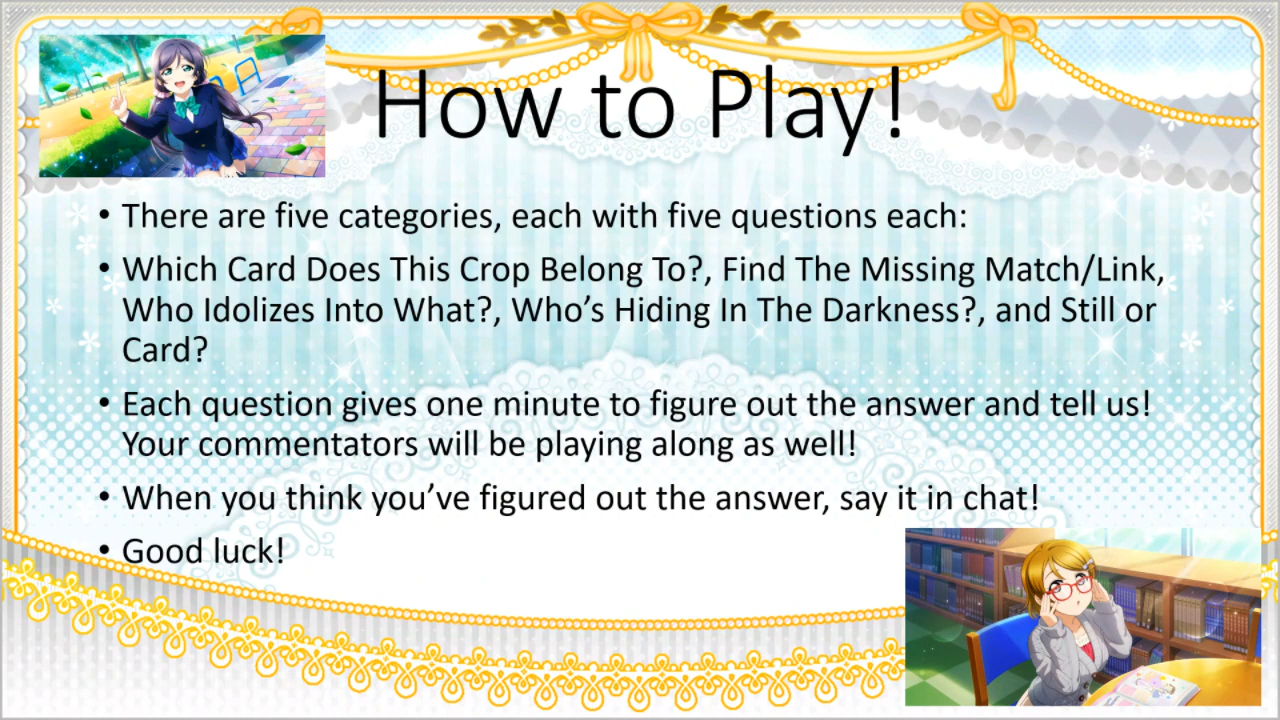 How to Play!
• There are five categories, each with five questions each:
• Which Card Does This Crop Belong To?, Find The Missing Match/Link,
Who Idolizes Into What?, Who’s Hiding In The Darkness?, and Still or
Card?
• Each question gives one minute to figure out the answer and tell us!
Your commentators will be playing along as well!
• When you think you’ve figured out the answer, say it in chat!
• Good luck!